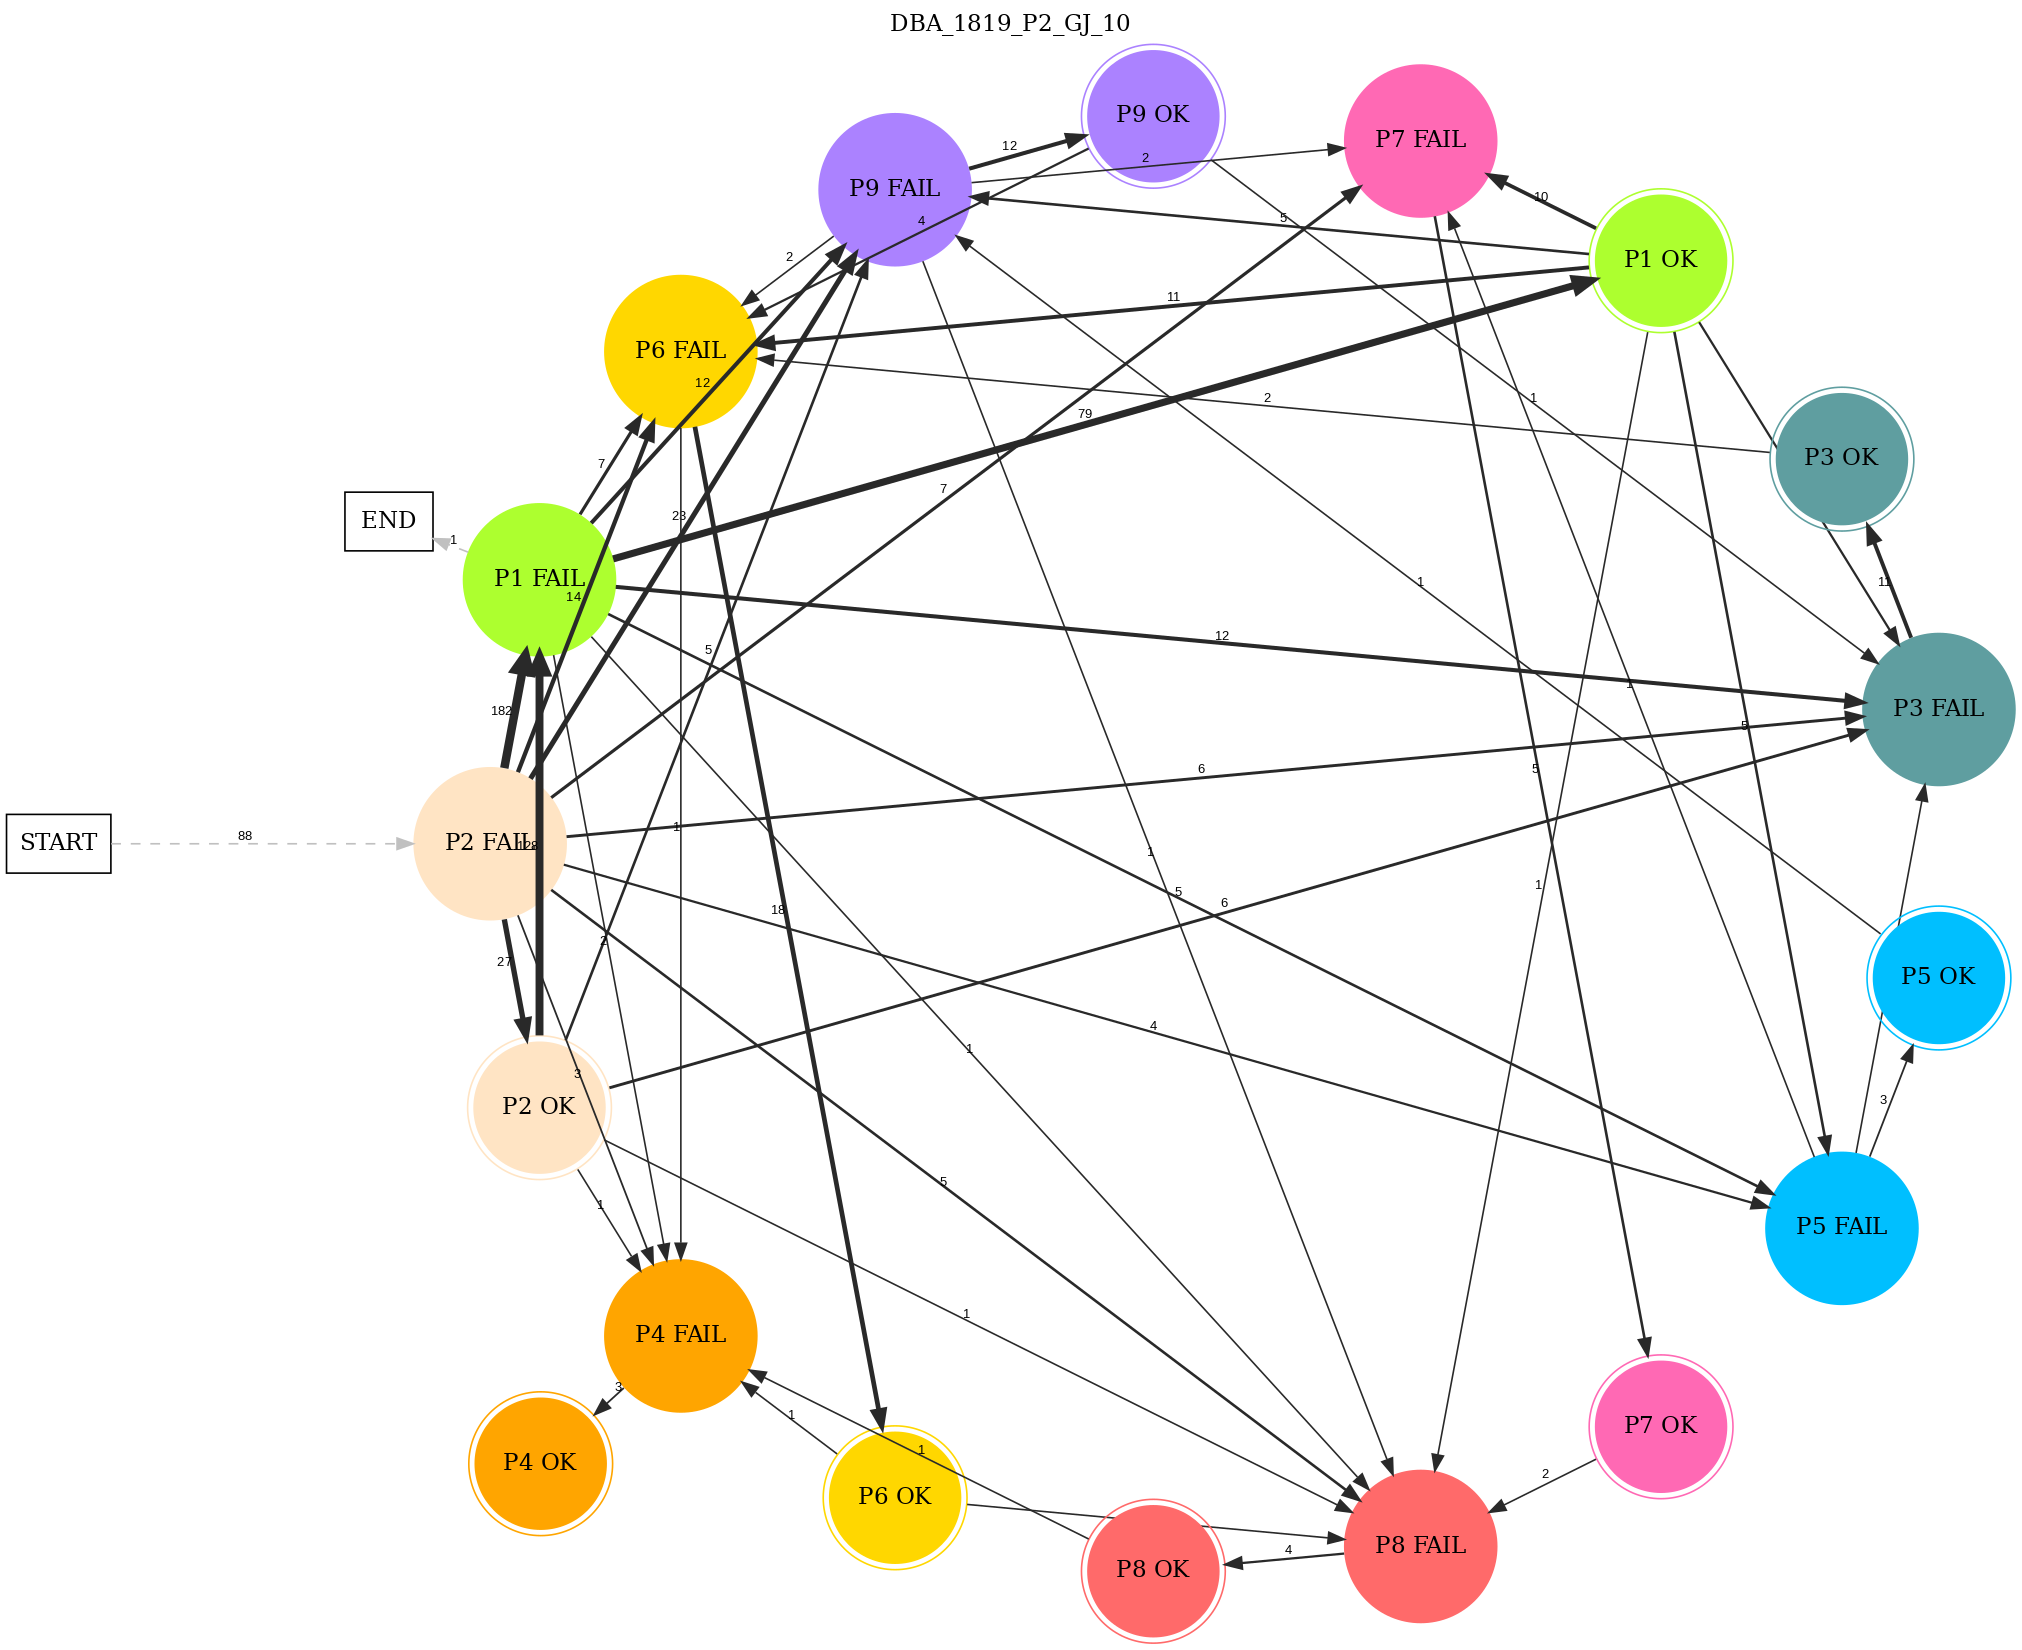 DBA_1819_P2_GJ_10
P9 OK
P7 FAIL
12
2
P9 FAIL
10
5
4
P1 OK
2
11
P6 FAIL
12
2
1
79
P3 OK
7
23
END
1
P1 FAIL
14
1
11
12
5
1
182
P3 FAIL
5
6
5
7
1
START
88
P2 FAIL
128
1
1
5
6
18
2
27
P5 OK
4
1
3
3
P2 OK
5
1
1
P5 FAIL
P4 FAIL
3
1
P7 OK
1
P4 OK
P6 OK
2
P8 FAIL
4
P8 OK